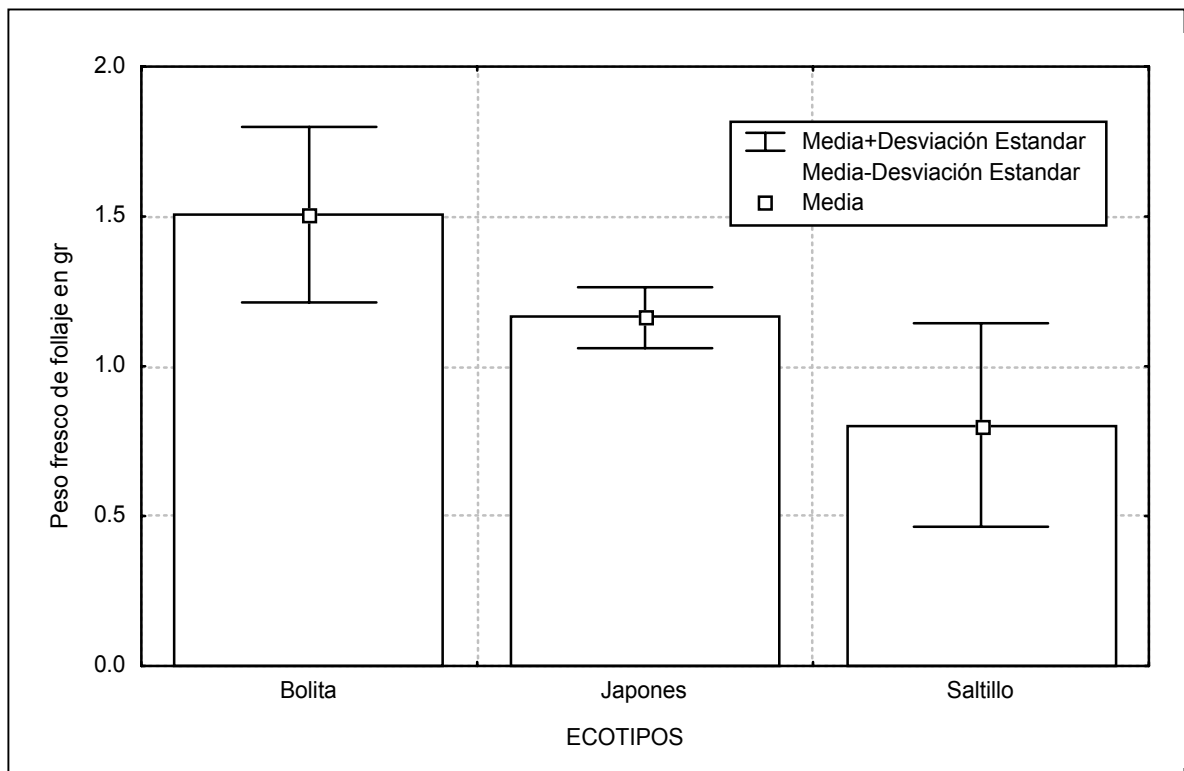 2.0
1.5
1.0
0.5
0.0
Peso fresco de follaje en gr
Media+Desviación Estandar
Media-Desviación Estandar
Media
Bolita
Japones
Saltillo
ECOTIPOS